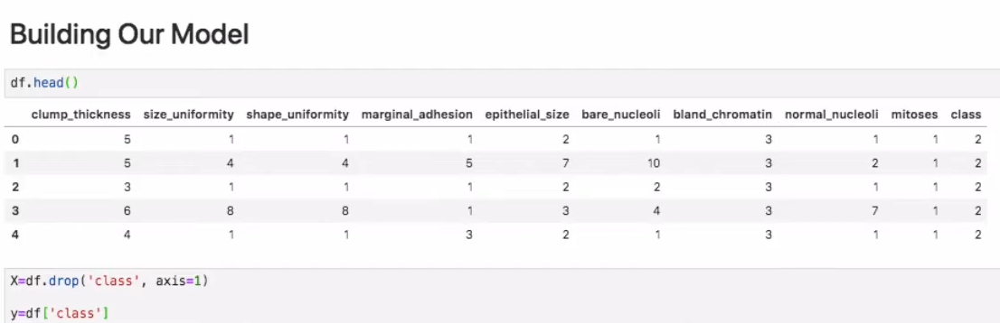 Building Our Model
df.head()
clump_thickness size_uniformity shape_uniformity marginal_adhesion epithelial_size bare_nucleoli bland_chromatin normal_nucleoli mitoses class
0 5 1 1 1 2 1 3 1 1 2
1 5 4 4 5 7 10 3 2 1 2
2 3 1 1 1 2 2 3 1 1 2
3 6 8 8 1 3 4 3 7 1 2
4 4 1 1 3 2 1 3 1 1 2
X=df.drop('class', axis=1)
y=df['class']